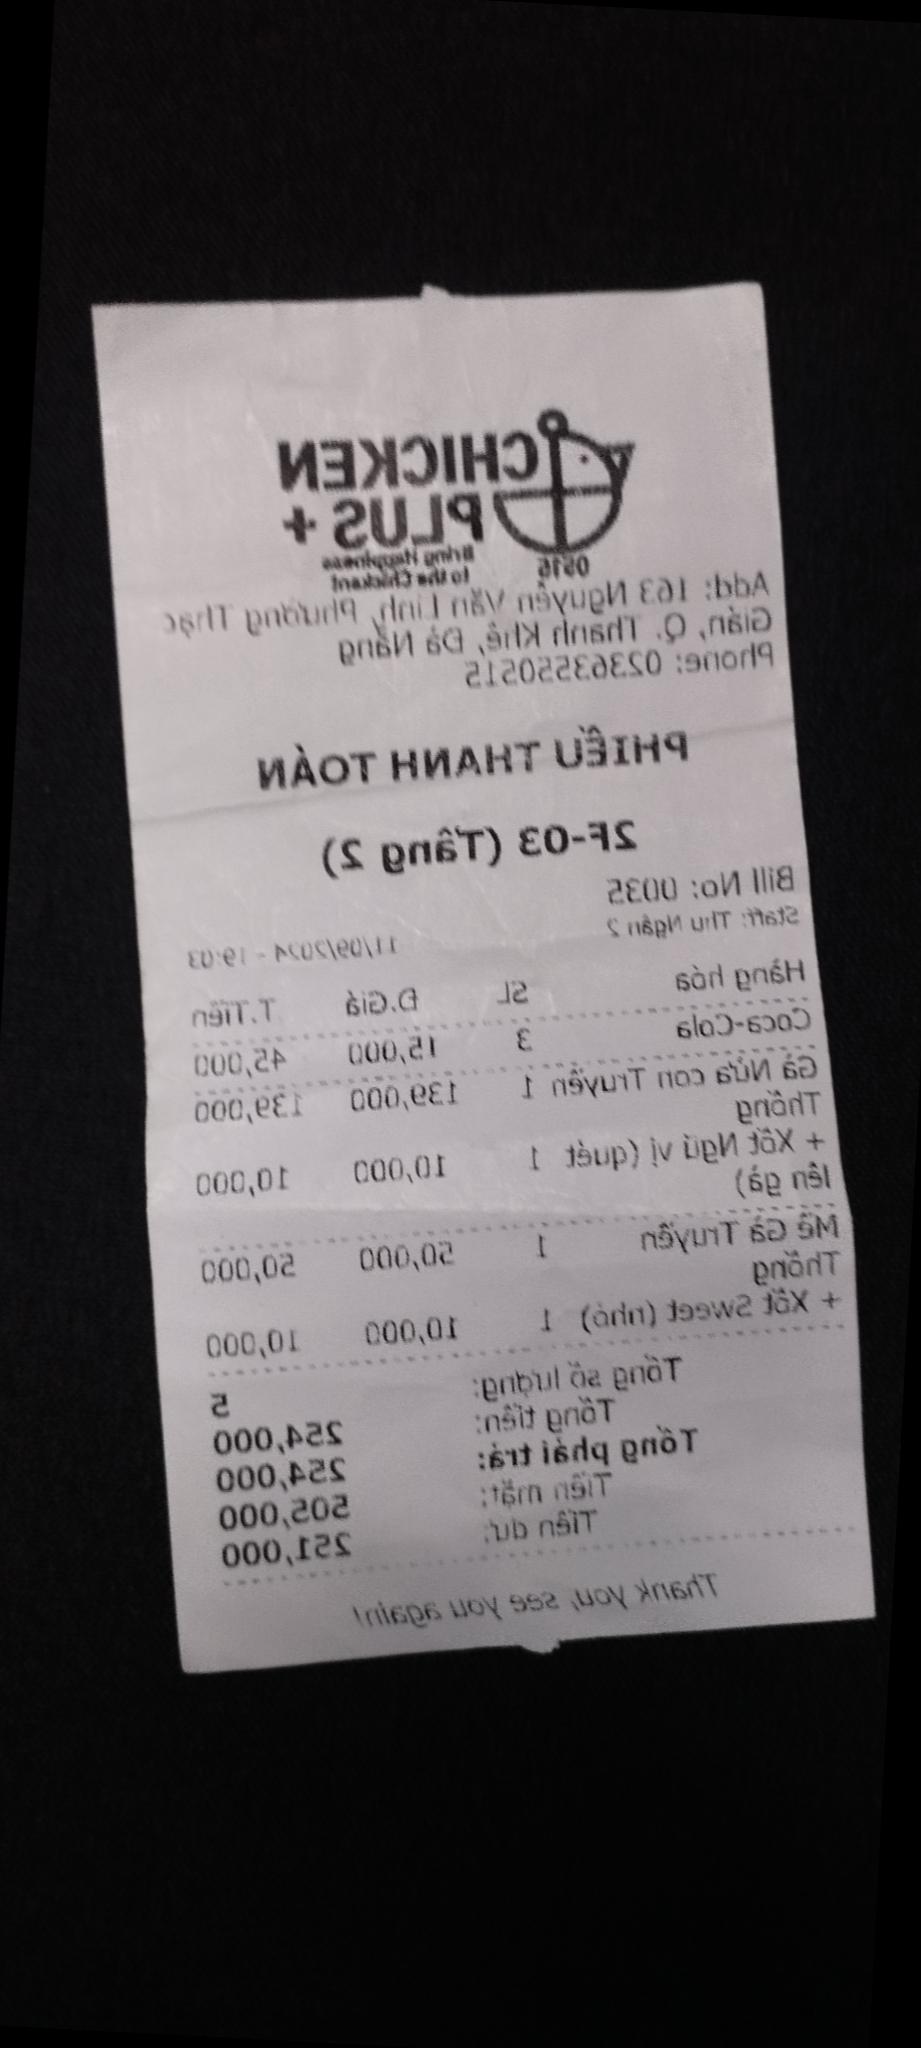 CHICKEN
PLUS +
Bring Happiness
to the Chickent
0516
Add: 163 Nguyễn Văn Linh, Phường Thạc
Gián, Q. Thanh Khê, Đà Nẵng
Phone: 02363550515
PHIẾU THANH TOÁN
2F-03 (Tầng 2)
Bill No: 0035
Staff: Thu Ngân 2 11/09/2024 - 19:03
Hàng hóa SL Đ.Giá T.Tiền
Coca-Cola 3 15,000 45,000
Gà Nửa con Truyền 1 139,000 139,000
Thống
+ Xốt Ngũ vị (quét 1 10,000 10,000
lên gà)
Mề Gà Truyền 1 50,000 50,000
Thống
+ Xốt Sweet (nhỏ) 1 10,000 10,000
Tổng số lượng: 5
Tổng tiền: 254,000
Tổng phải trả: 254,000
Tiền mặt: 505,000
Tiền dư: 251,000
Thank you, see you again!